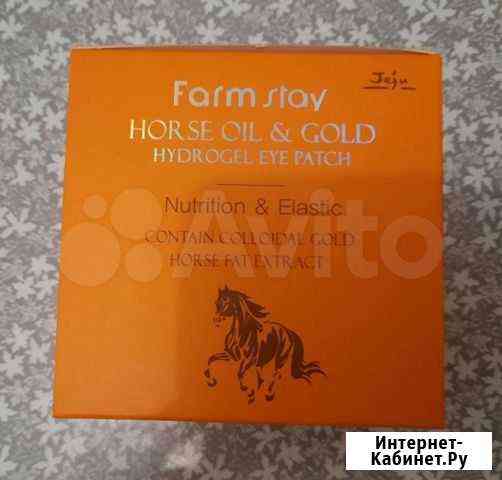 Jeju
Farm stay
HORSE OIL & GOLD
HYDROGEL EYE PATCH
Nutrition & Elastic
CONTAIN COLLOIDAL GOLD
HORSE FAT EXTRACT
Avito
Интернет-
Кабинет.Ру